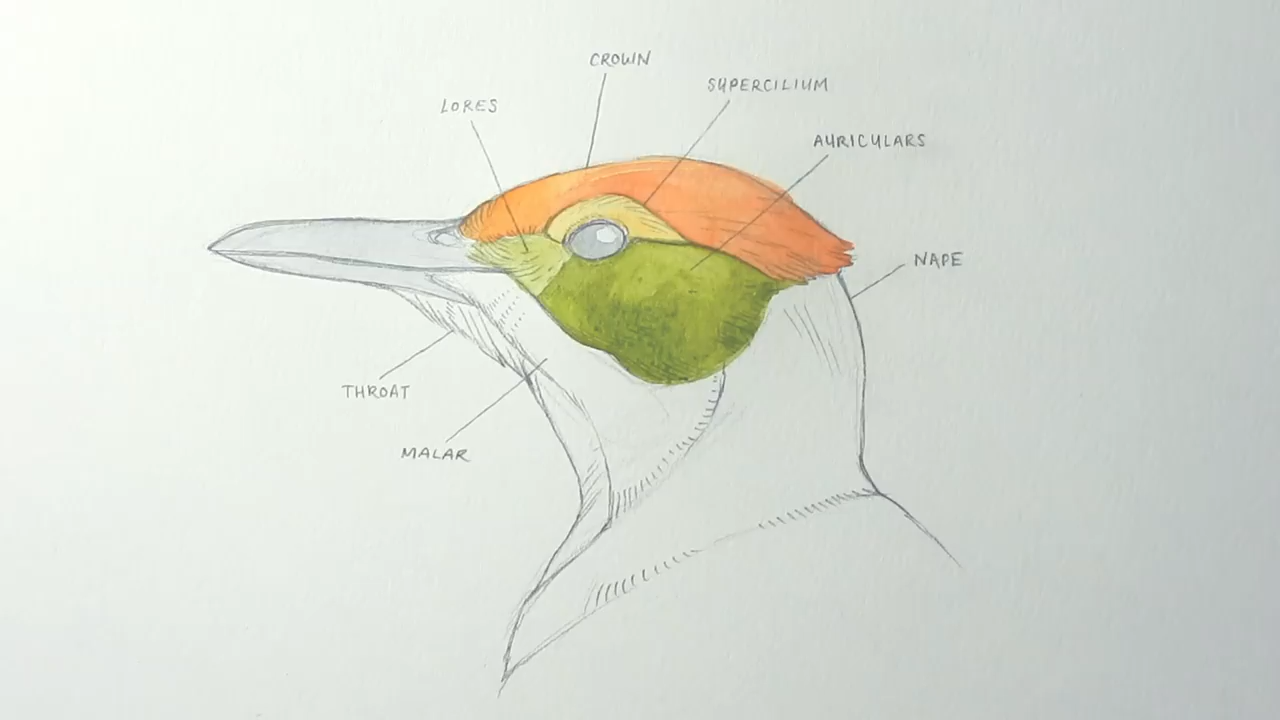 CROWN
SUPERCILIUM
LORES
AURICULARS
NAPE
THROAT
MALAR